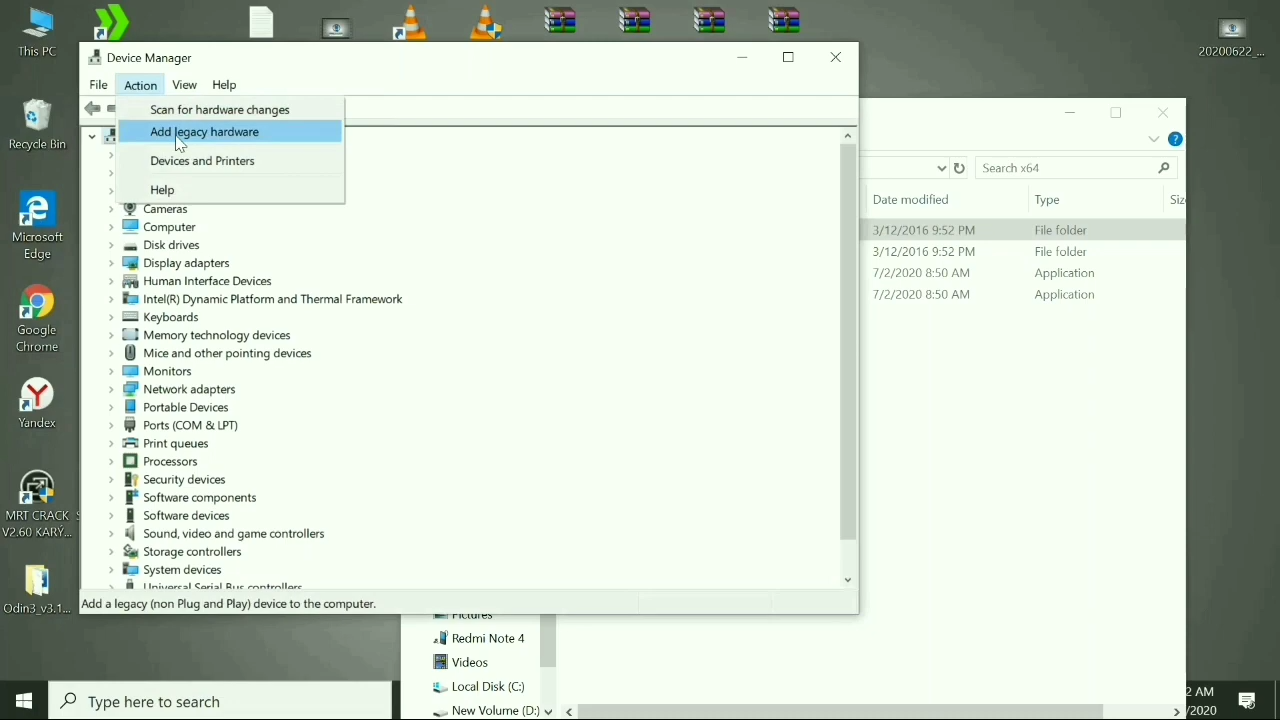 This PC
20200622_...
Recycle Bin
Microsoft
Edge
Google
Chrome
Yandex
MRT CRACK
V2.60 KARY...
Odin3_v3.1...
Device Manager
File Action View Help
Scan for hardware changes
Add legacy hardware
Devices and Printers
Help
Cameras
Computer
Disk drives
Display adapters
Human Interface Devices
Intel(R) Dynamic Platform and Thermal Framework
Keyboards
Memory technology devices
Mice and other pointing devices
Monitors
Network adapters
Portable Devices
Ports (COM & LPT)
Print queues
Processors
Security devices
Software components
Software devices
Sound, video and game controllers
Storage controllers
System devices
Universal Serial Bus controllers
Add a legacy (non Plug and Play) device to the computer.
Search x64
Date modified Type Siz
3/12/2016 9:52 PM File folder
3/12/2016 9:52 PM File folder
7/2/2020 8:50 AM Application
7/2/2020 8:50 AM Application
Pictures
Redmi Note 4
Videos
Local Disk (C:)
New Volume (D:)
Type here to search
2 AM
/2020